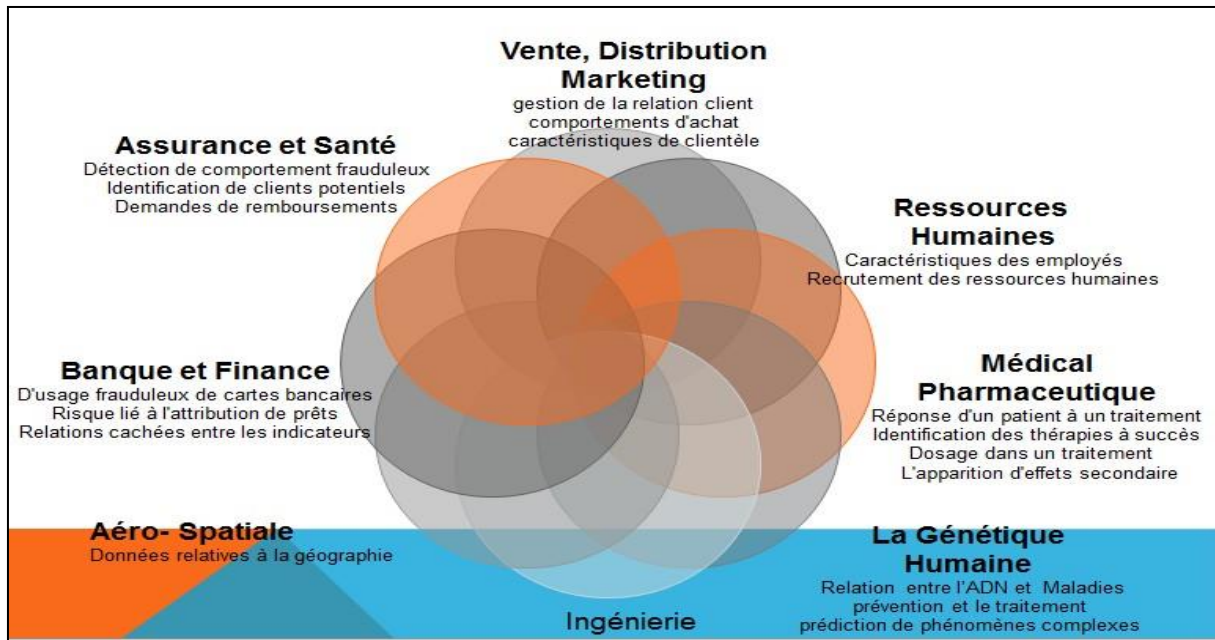 Vente, Distribution
Marketing
gestion de la relation client
comportements d'achat
caractéristiques de clientèle
Assurance et Santé
Détection de comportement frauduleux
Identification de clients potentiels
Demandes de remboursements
Ressources
Humaines
Caractéristiques des employés
Recrutement des ressources humaines
Banque et Finance
D'usage frauduleux de cartes bancaires
Risque lié à l'attribution de prêts
Relations cachées entre les indicateurs
Médical
Pharmaceutique
Réponse d'un patient à un traitement
Identification des thérapies à succès
Dosage dans un traitement
L'apparition d'effets secondaire
Aéro- Spatiale
Données relatives à la géographie
La Génétique
Humaine
Relation entre l'ADN et Maladies
prévention et le traitement
prédiction de phénomènes complexes
Ingénierie